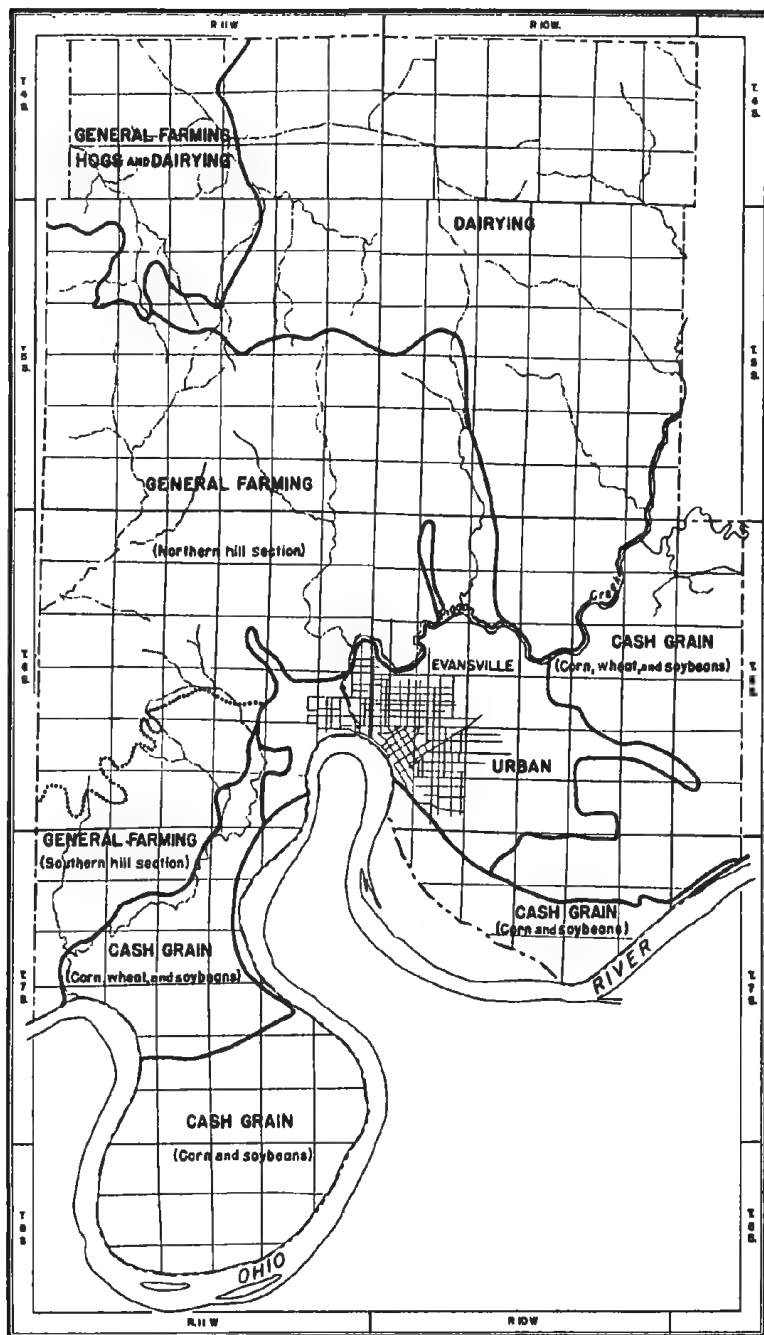 R.11 W
R.10 W.
T. 4 S.
T. 4 S.
GENERAL FARMING
HOGS AND DAIRYING
DAIRYING
T. 5 S.
T. 5 S.
GENERAL FARMING
(Northern hill section)
Pigeon
Creek
CASH GRAIN
(Corn, wheat, and soybeans)
EVANSVILLE
T. 6 S.
T. 6 S.
URBAN
GENERAL FARMING
(Southern hill section)
CASH GRAIN
(Corn and soybeans)
CASH GRAIN
(Corn, wheat, and soybeans)
RIVER
T. 7 S.
T. 7 S.
CASH GRAIN
(Corn and soybeans)
T. 8 S.
T. 8 S.
OHIO
R.11 W
R.10 W.